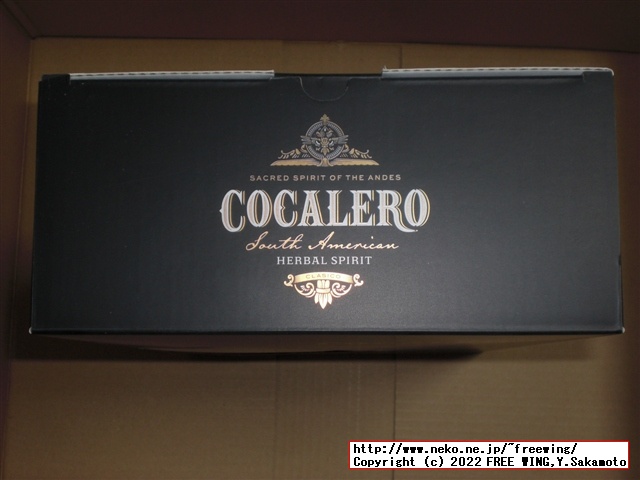 SACRED SPIRIT OF THE ANDES
COCALERO
South American
HERBAL SPIRIT
CLASICO
http://www.neko.ne.jp/~freewing/
Copyright (c) 2022 FREE WING,Y.Sakamoto